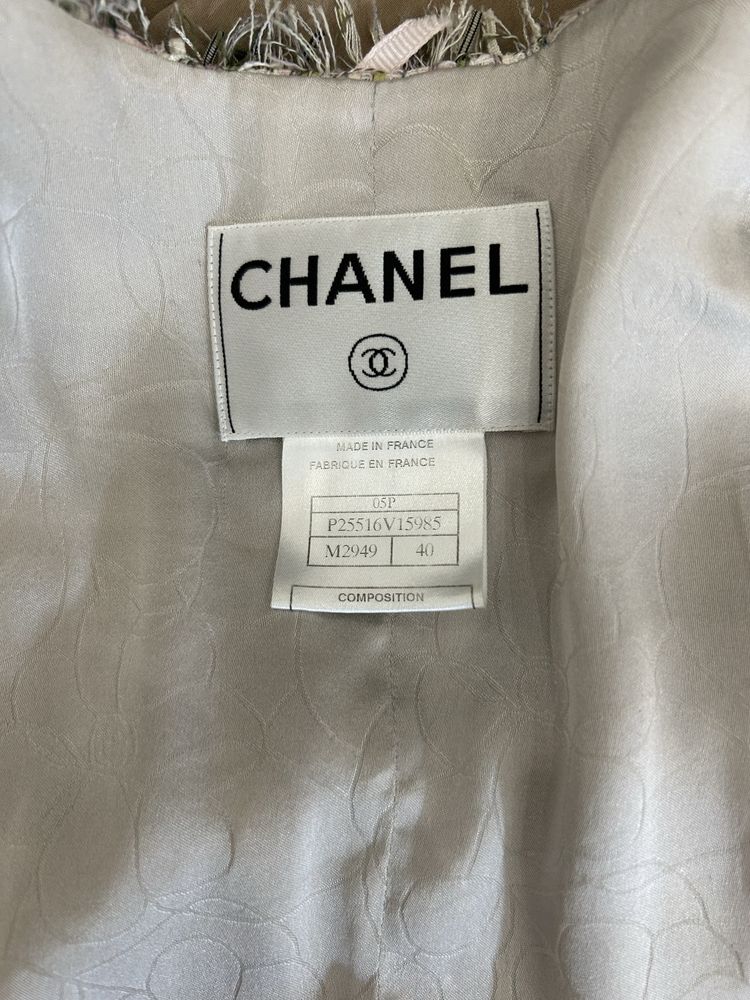 CHANEL
MADE IN FRANCE
FABRIQUE EN FRANCE
05P
P25516V15985
M2949 40
COMPOSITION